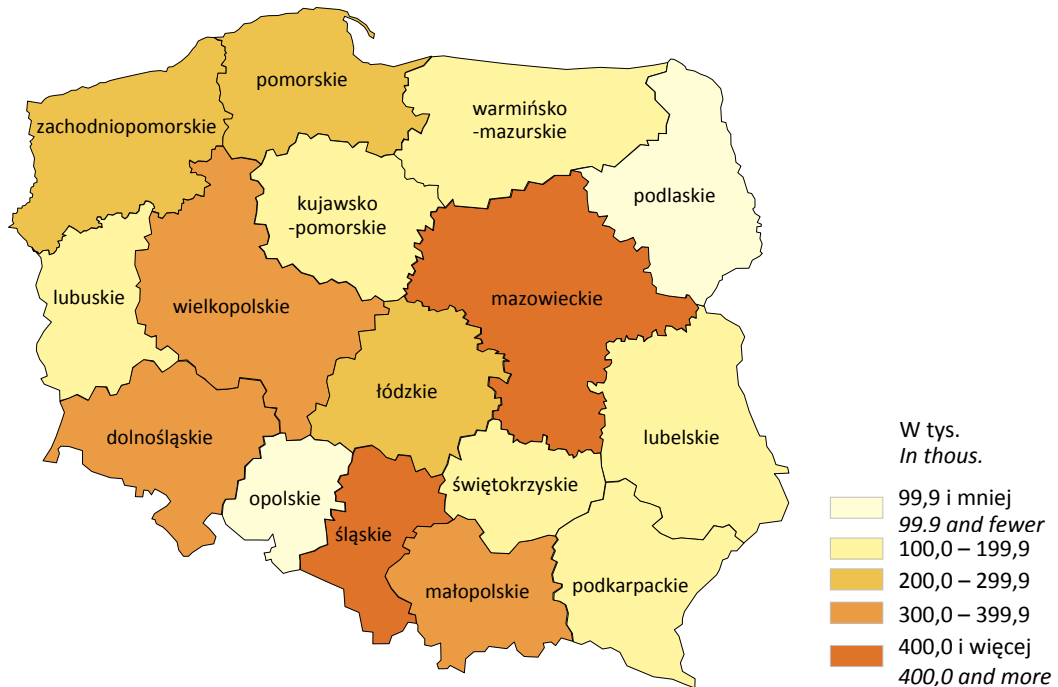 pomorskie
zachodniopomorskie
warmińsko
-mazurskie
podlaskie
kujawsko
-pomorskie
lubuskie
wielkopolskie
mazowieckie
łódzkie
dolnośląskie
lubelskie
opolskie
świętokrzyskie
śląskie
małopolskie
podkarpackie
W tys.
In thous.
99,9 i mniej
99.9 and fewer
100,0 – 199,9
200,0 – 299,9
300,0 – 399,9
400,0 i więcej
400,0 and more